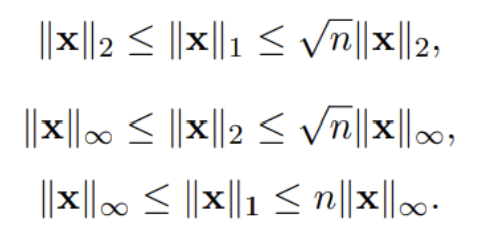 ‖𝐱‖₂ ≤ ‖𝐱‖₁ ≤ √n‖𝐱‖₂,
‖𝐱‖∞ ≤ ‖𝐱‖₂ ≤ √n‖𝐱‖∞,
‖𝐱‖∞ ≤ ‖𝐱‖𝟏 ≤ n‖𝐱‖∞.